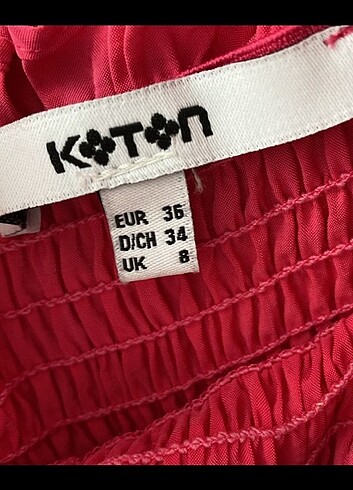 KOTON
EUR 36
D/CH 34
UK 8